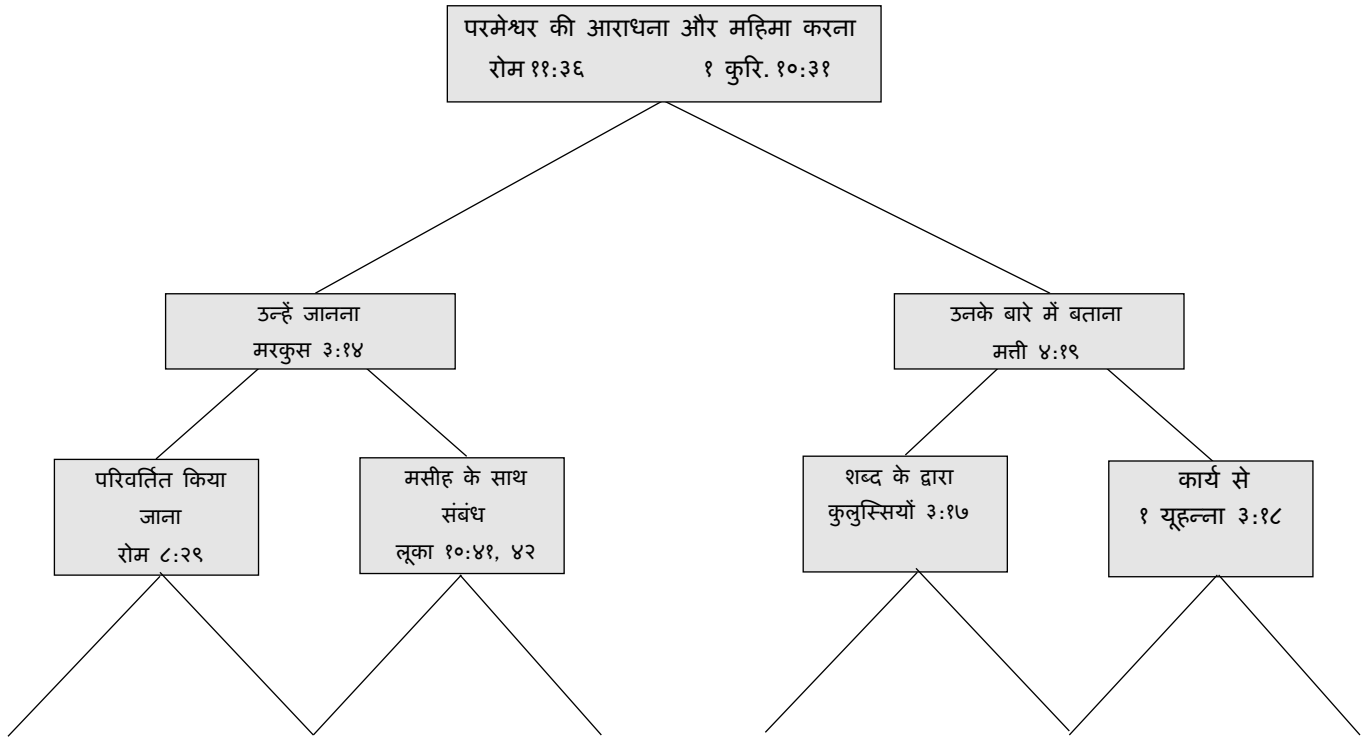 परमेश्वर की आराधना और महिमा करना
रोम ११:३६ १ कुरि. १०:३१
उन्हें जानना
मरकुस ३:१४
उनके बारे में बताना
मत्ती ४:१९
परिवर्तित किया
जाना
रोम ८:२९
मसीह के साथ
संबंध
लूका १०:४१, ४२
शब्द के द्वारा
कुलुस्सियों ३:१७
कार्य से
१ यूहन्ना ३:१८